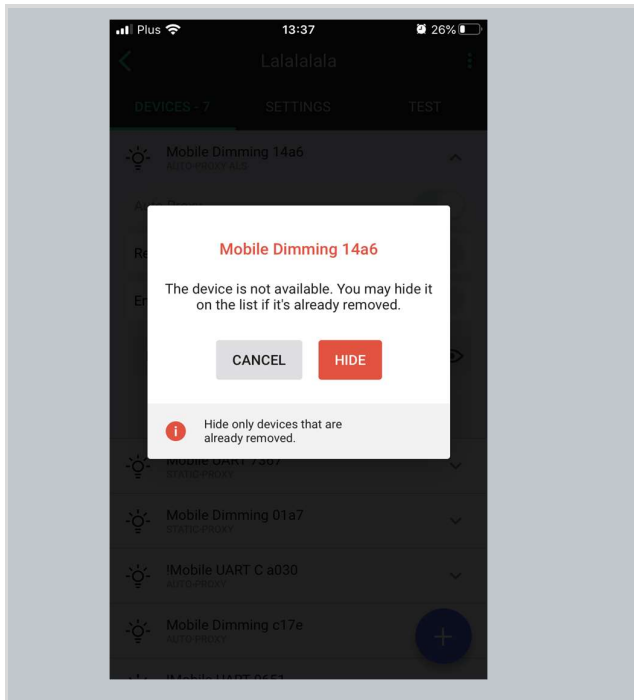 Plus 13:37 26%
Lalalalala
DEVICES - 7 SETTINGS TEST
Mobile Dimming 14a6
AUTO-PROXY ALS
Re
Mobile Dimming 14a6
The device is not available. You may hide it
on the list if it's already removed.
CANCEL HIDE
i Hide only devices that are
already removed.
STATIC-PROXY
Mobile Dimming 01a7
STATIC-PROXY
!Mobile UART C a030
AUTO-PROXY
Mobile Dimming c17e
AUTO-PROXY